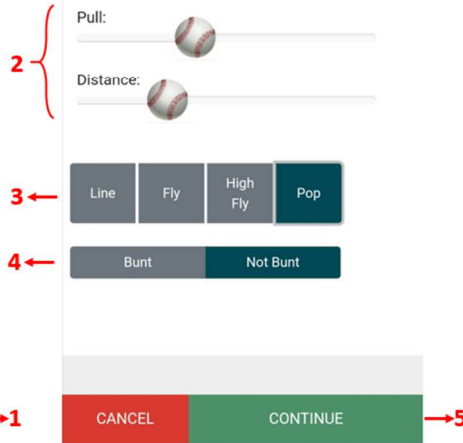 Pull:
2
Distance:
3
Line
Fly
High
Fly
Pop
4
Bunt
Not Bunt
1
CANCEL
CONTINUE
5